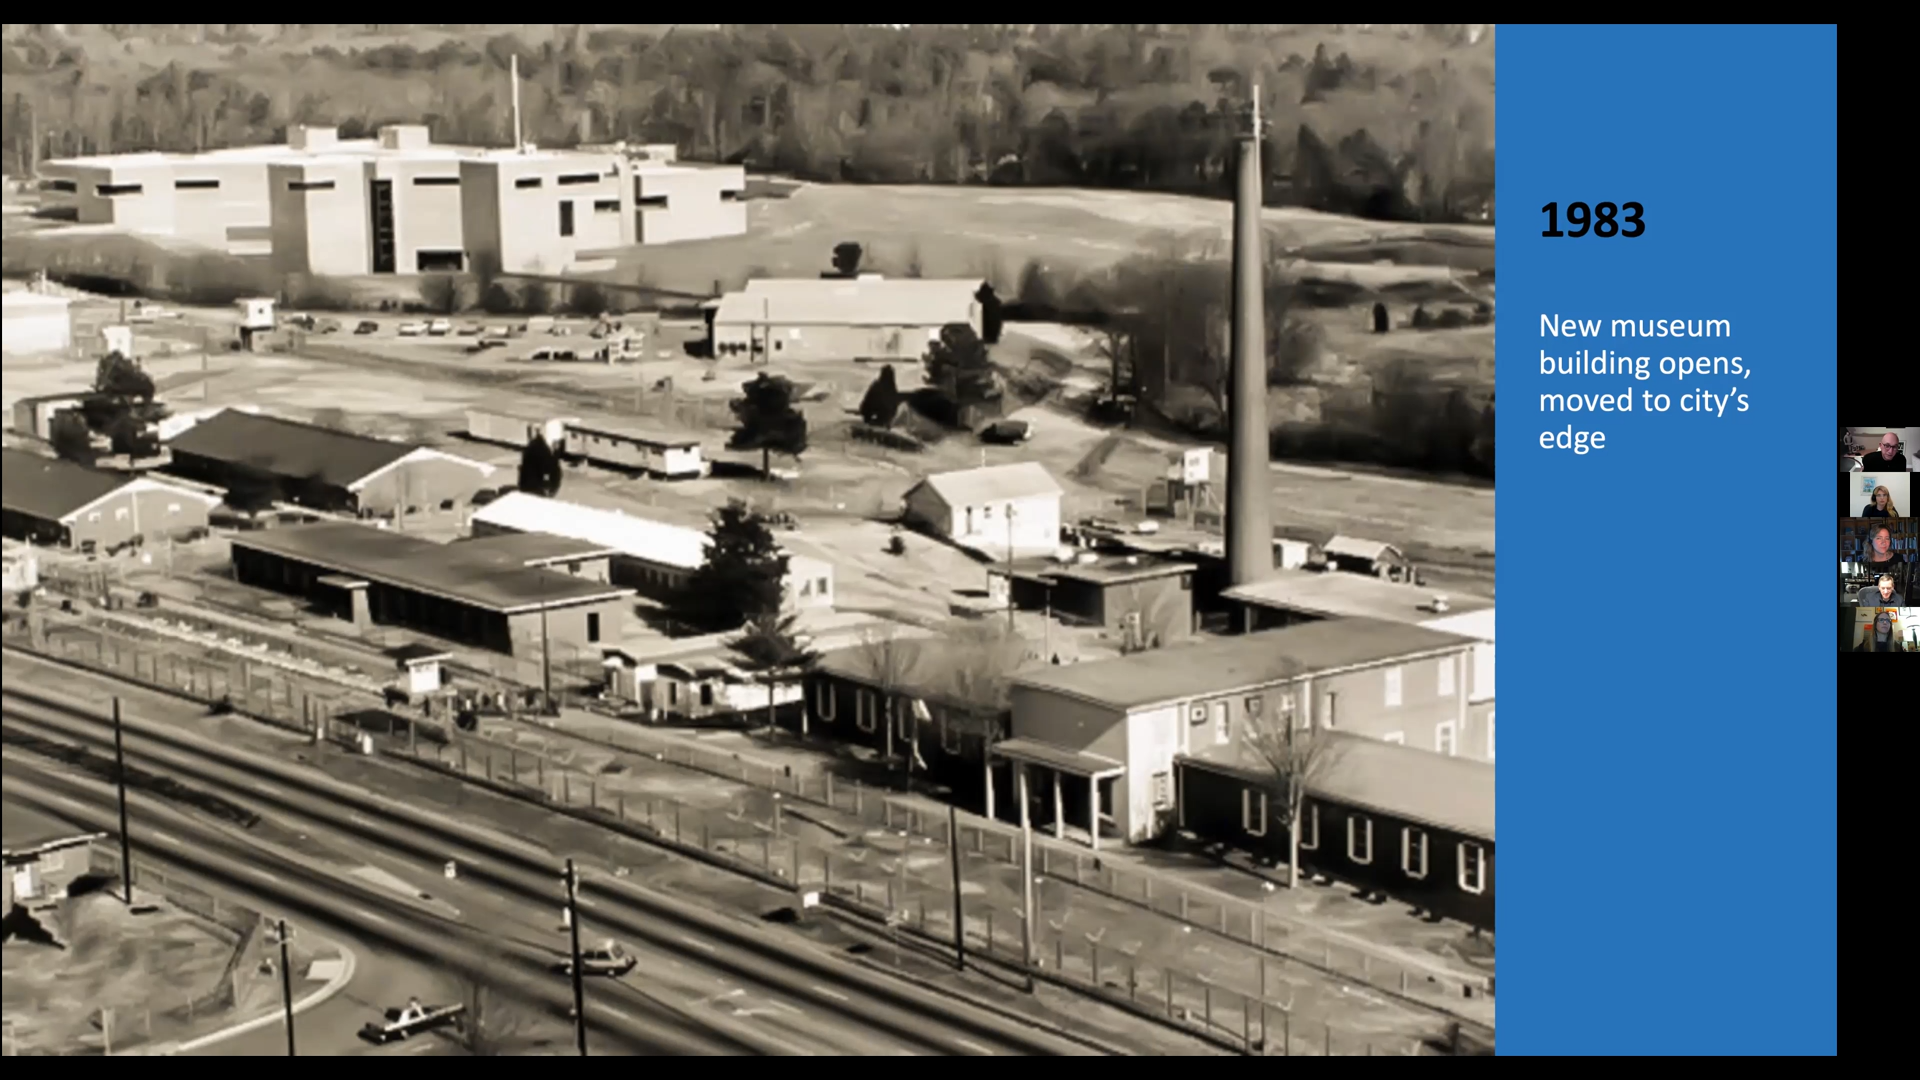 1983
New museum
building opens,
moved to city’s
edge